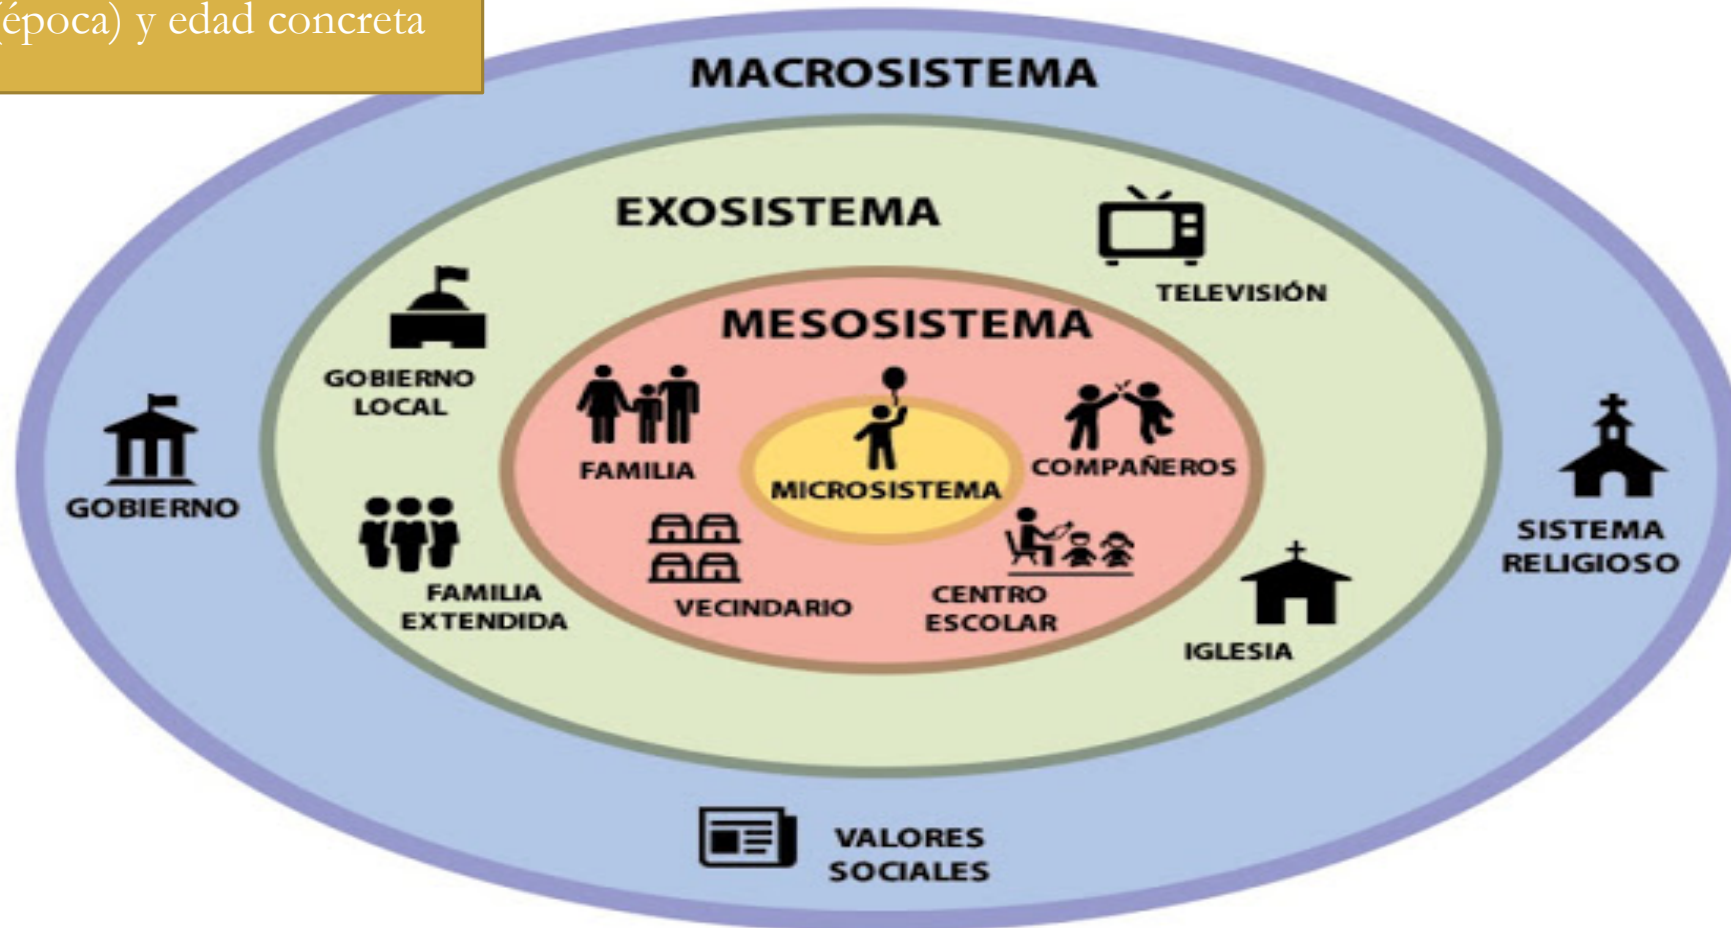 (época) y edad concreta
MACROSISTEMA
EXOSISTEMA
TELEVISIÓN
MESOSISTEMA
GOBIERNO
LOCAL
FAMILIA
COMPAÑEROS
MICROSISTEMA
GOBIERNO
SISTEMA
RELIGIOSO
FAMILIA
EXTENDIDA
VECINDARIO
CENTRO
ESCOLAR
IGLESIA
VALORES
SOCIALES